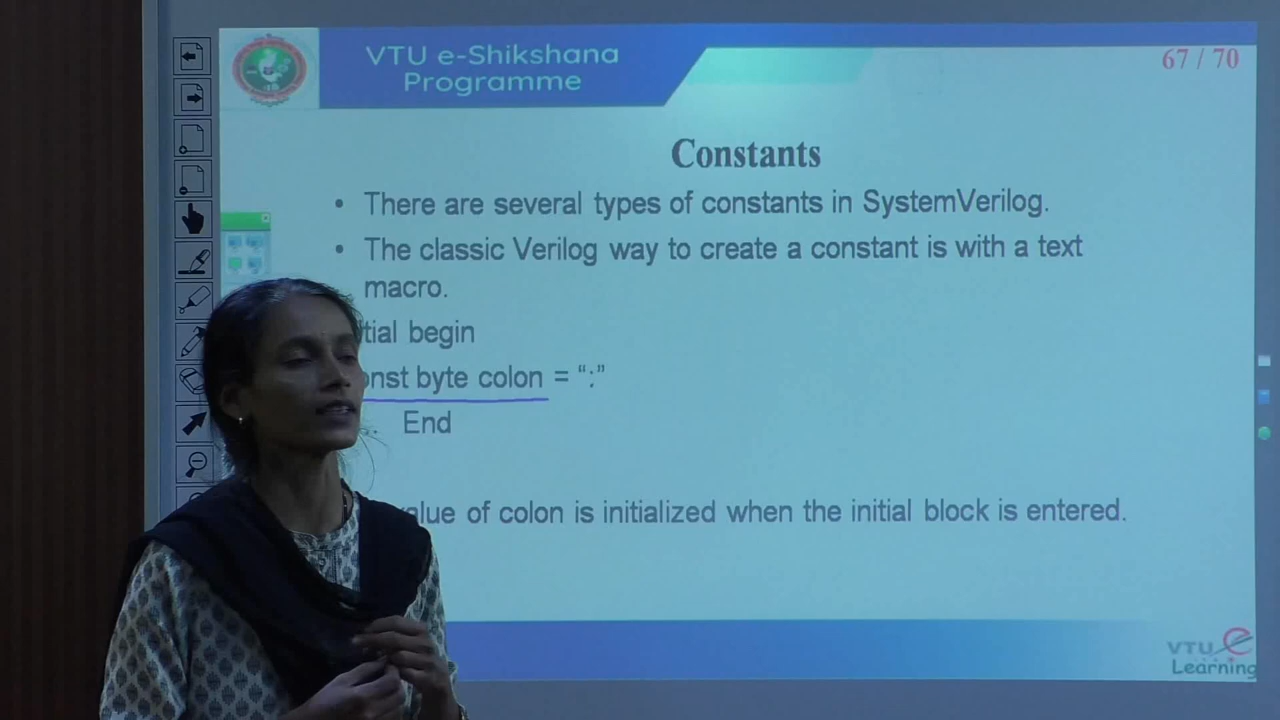 VTU e-Shikshana
Programme
67 / 70
Constants
• There are several types of constants in SystemVerilog.
• The classic Verilog way to create a constant is with a text
macro.
tial begin
onst byte colon = “:”
. End
alue of colon is initialized when the initial block is entered.
VTU e
Learning